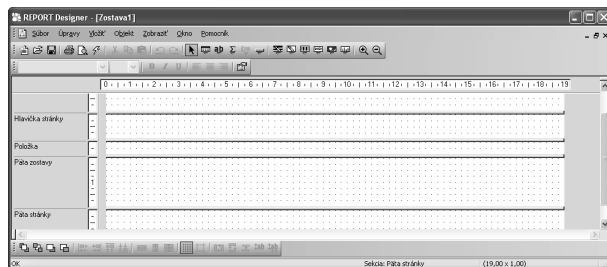 REPORT Designer - [Zostava1]
Súbor Úpravy Vložiť Objekt Zobraziť Okno Pomocník
ab Σ
B I U
0 1 2 3 4 5 6 7 8 9 10 11 12 13 14 15 16 17 18 19
Hlavička stránky
Položka
Päta zostavy
1
Päta stránky
OK Sekcia: Päta stránky (19,00 x 1,00)